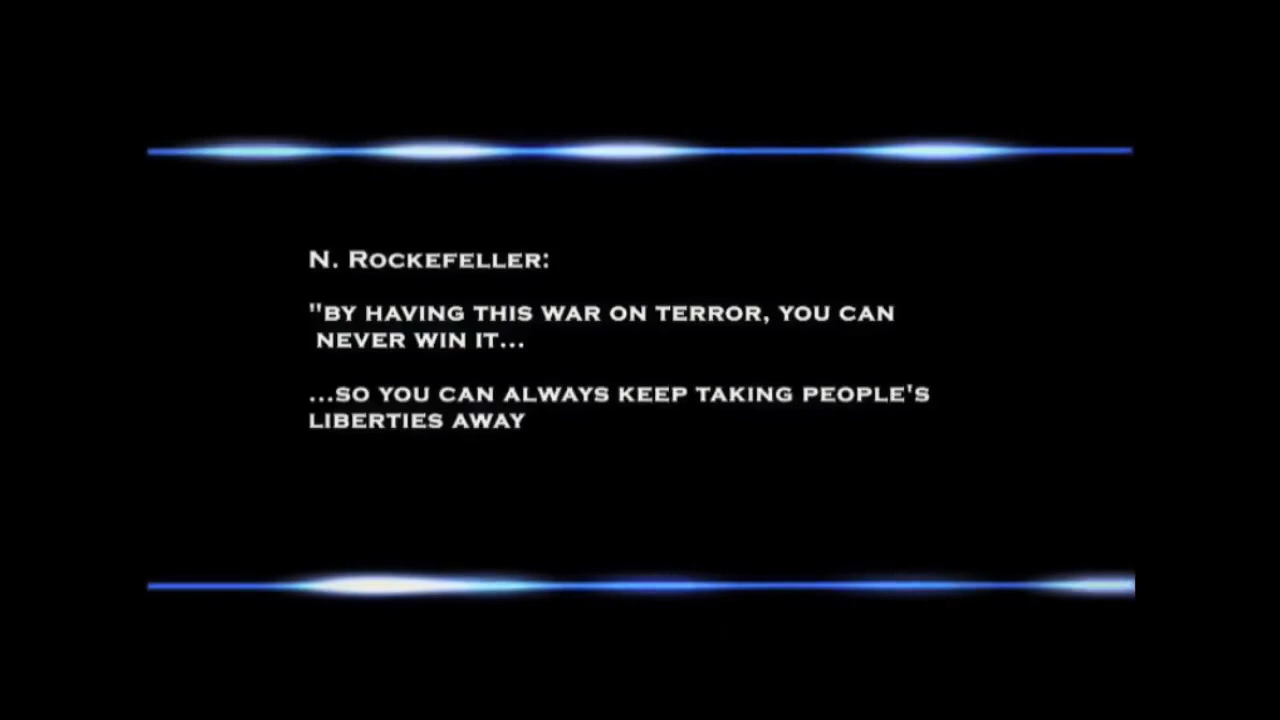 N. ROCKEFELLER:
"BY HAVING THIS WAR ON TERROR, YOU CAN
NEVER WIN IT...
...SO YOU CAN ALWAYS KEEP TAKING PEOPLE'S
LIBERTIES AWAY